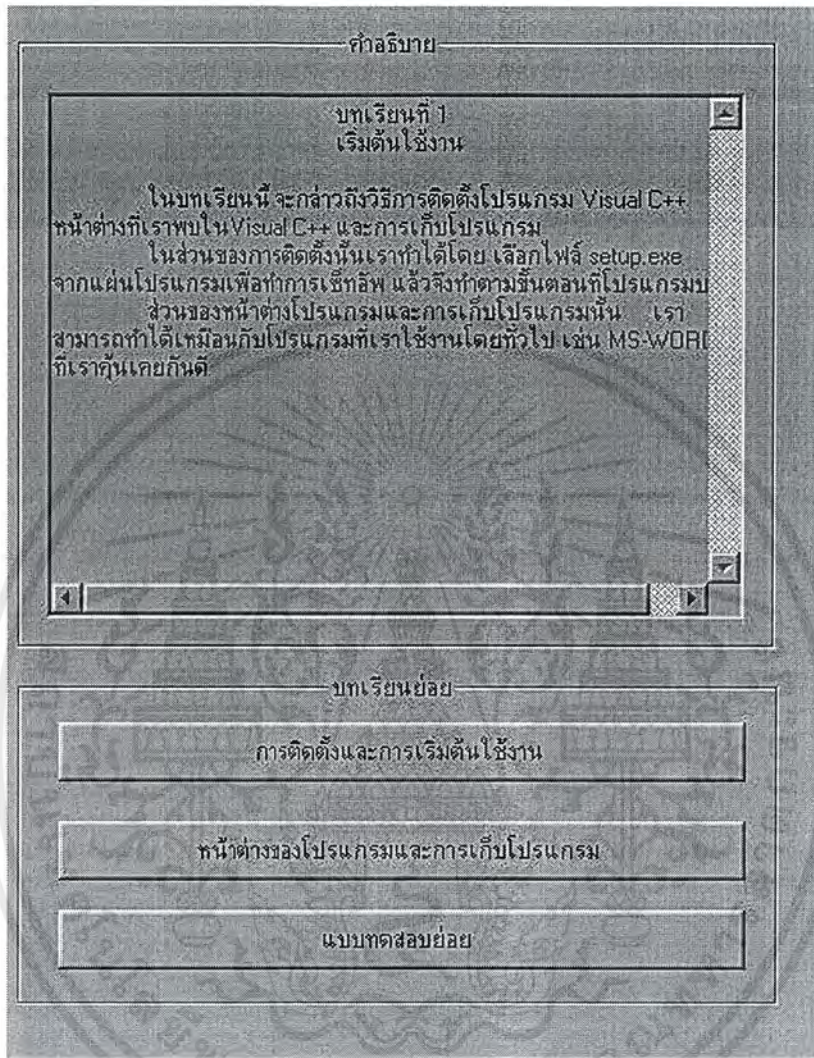 คำอธิบาย
บทเรียนที่ 1
เริ่มต้นใช้งาน
ในบทเรียนนี้ จะกล่าวถึงวิธีการติดตั้งโปรแกรม Visual C++
หน้าต่างที่เราพบใน Visual C++ และการเก็บโปรแกรม
ในส่วนของการติดตั้งนั้นเราทำได้โดย เลือกไฟล์ setup.exe
จากแผ่นโปรแกรมเพื่อทำการเซ็ทอัพ แล้วจึงทำตามขั้นตอนที่โปรแกรมบ
ส่วนของหน้าต่างโปรแกรมและการเก็บโปรแกรมนั้น เรา
สามารถทำได้เหมือนกับโปรแกรมที่เราใช้งานโดยทั่วไป เช่น MS-WORD
ที่เราคุ้นเคยกันดี
บทเรียนย่อย
การติดตั้งและการเริ่มต้นใช้งาน
หน้าต่างของโปรแกรมและการเก็บโปรแกรม
แบบทดสอบย่อย